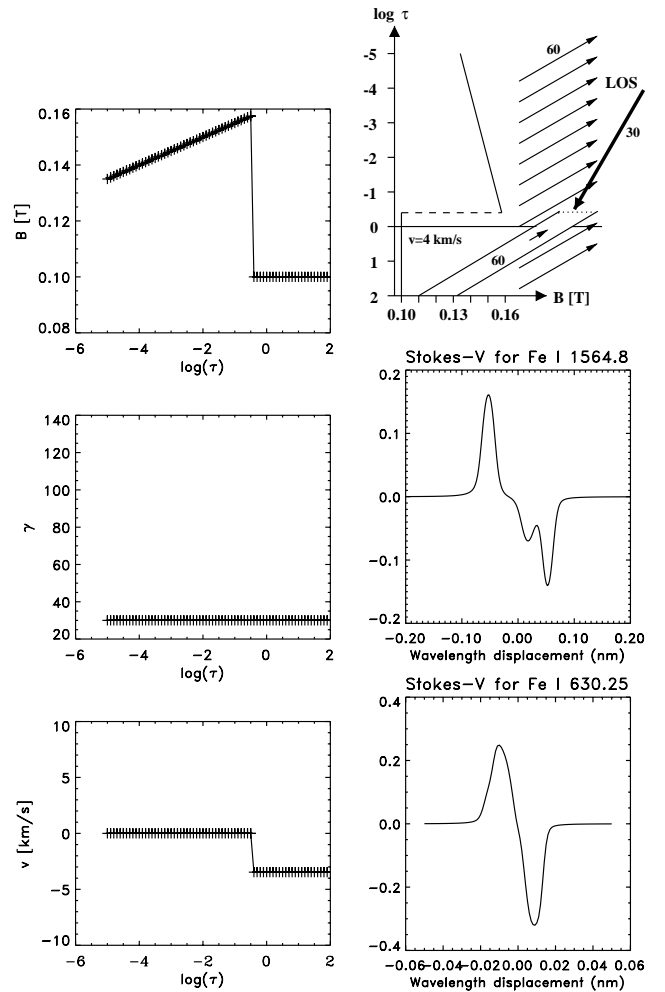 0.16
0.14
0.12
0.10
0.08
B [T]
−6 −4 −2 0 2
log(τ)
log τ
-5
-4
-3
-2
-1
0
1
2
60
LOS
30
v=4 km/s
60
B [T]
0.10 0.13 0.16
140
120
100
80
60
40
20
γ
−6 −4 −2 0 2
log(τ)
Stokes−V for Fe I 1564.8
0.2
0.1
0.0
−0.1
−0.2
−0.20 −0.10 0.00 0.10 0.20
Wavelength displacement (nm)
10
5
0
−5
−10
v [km/s]
−6 −4 −2 0 2
log(τ)
Stokes−V for Fe I 630.25
0.4
0.2
0.0
−0.2
−0.4
−0.06−0.04−0.02 0.00 0.02 0.04 0.06
Wavelength displacement (nm)